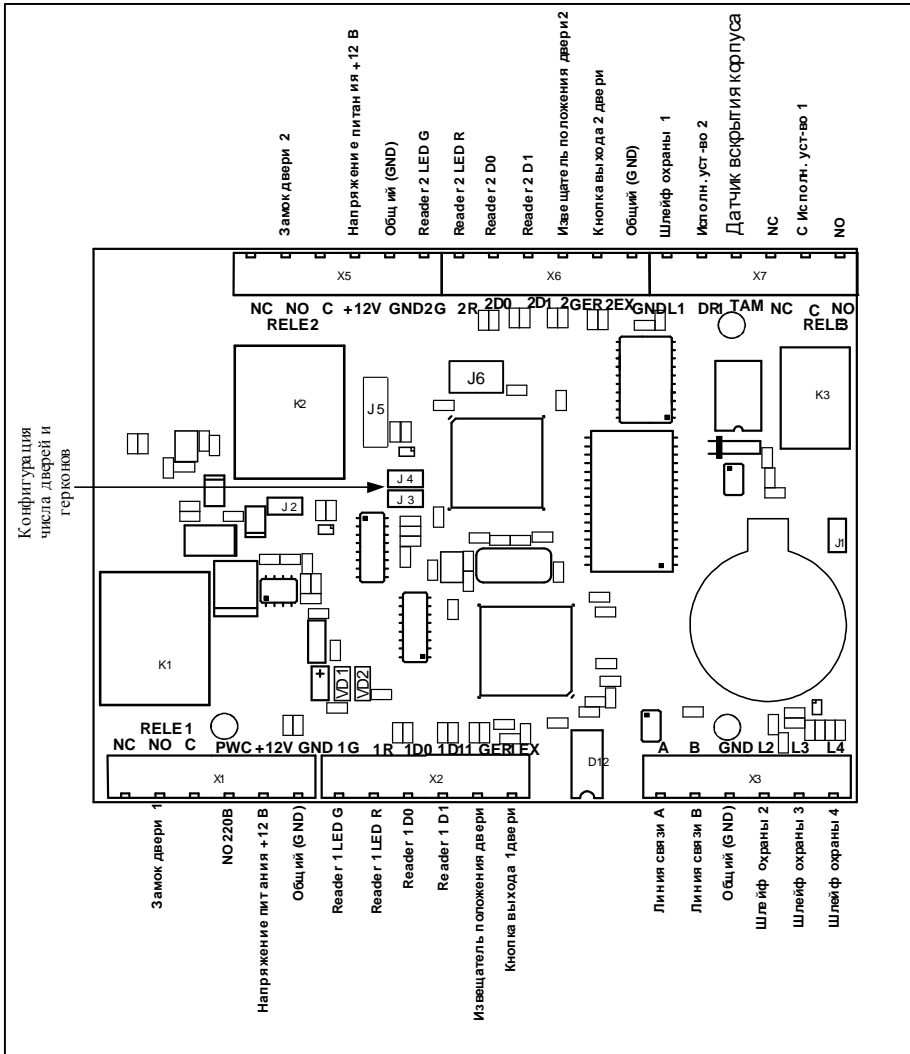 Замок двери 2
Напряжение питания +12 В
Общий (GND)
Reader 2 LED G
Reader 2 LED R
Reader 2 D0
Reader 2 D1
Извещатель положения двери 2
Кнопка выхода 2 двери
Общий (GND)
Шлейф охраны 1
Исполн. уст-во 2
Датчик вскрытия корпуса
NC
С Исполн. уст-во 1
NO
X5 X6 X7
NC NO C +12V GND 2G 2R 2D0 2D1 2GER 2EX GND L1 DR1 TAM NC C NO
RELE2 RELE3
K2
J5
J6
K3
Конфигурация
числа дверей и
герконов
J4
J3
J2
J1
K1
+
VD1
VD2
RELE1
NC NO C PWC +12V GND 1G 1R 1D0 1D1 1GER 1EX
D12
A B GND L2 L3 L4
X1 X2 X3
Замок двери 1
NO220В
Напряжение питания +12 В
Общий (GND)
Reader 1 LED G
Reader 1 LED R
Reader 1 D0
Reader 1 D1
Извещатель положения двери
Кнопка выхода 1двери
Линия связи A
Линия связи B
Общий (GND)
Шлейф охраны 2
Шлейф охраны 3
Шлейф охраны 4